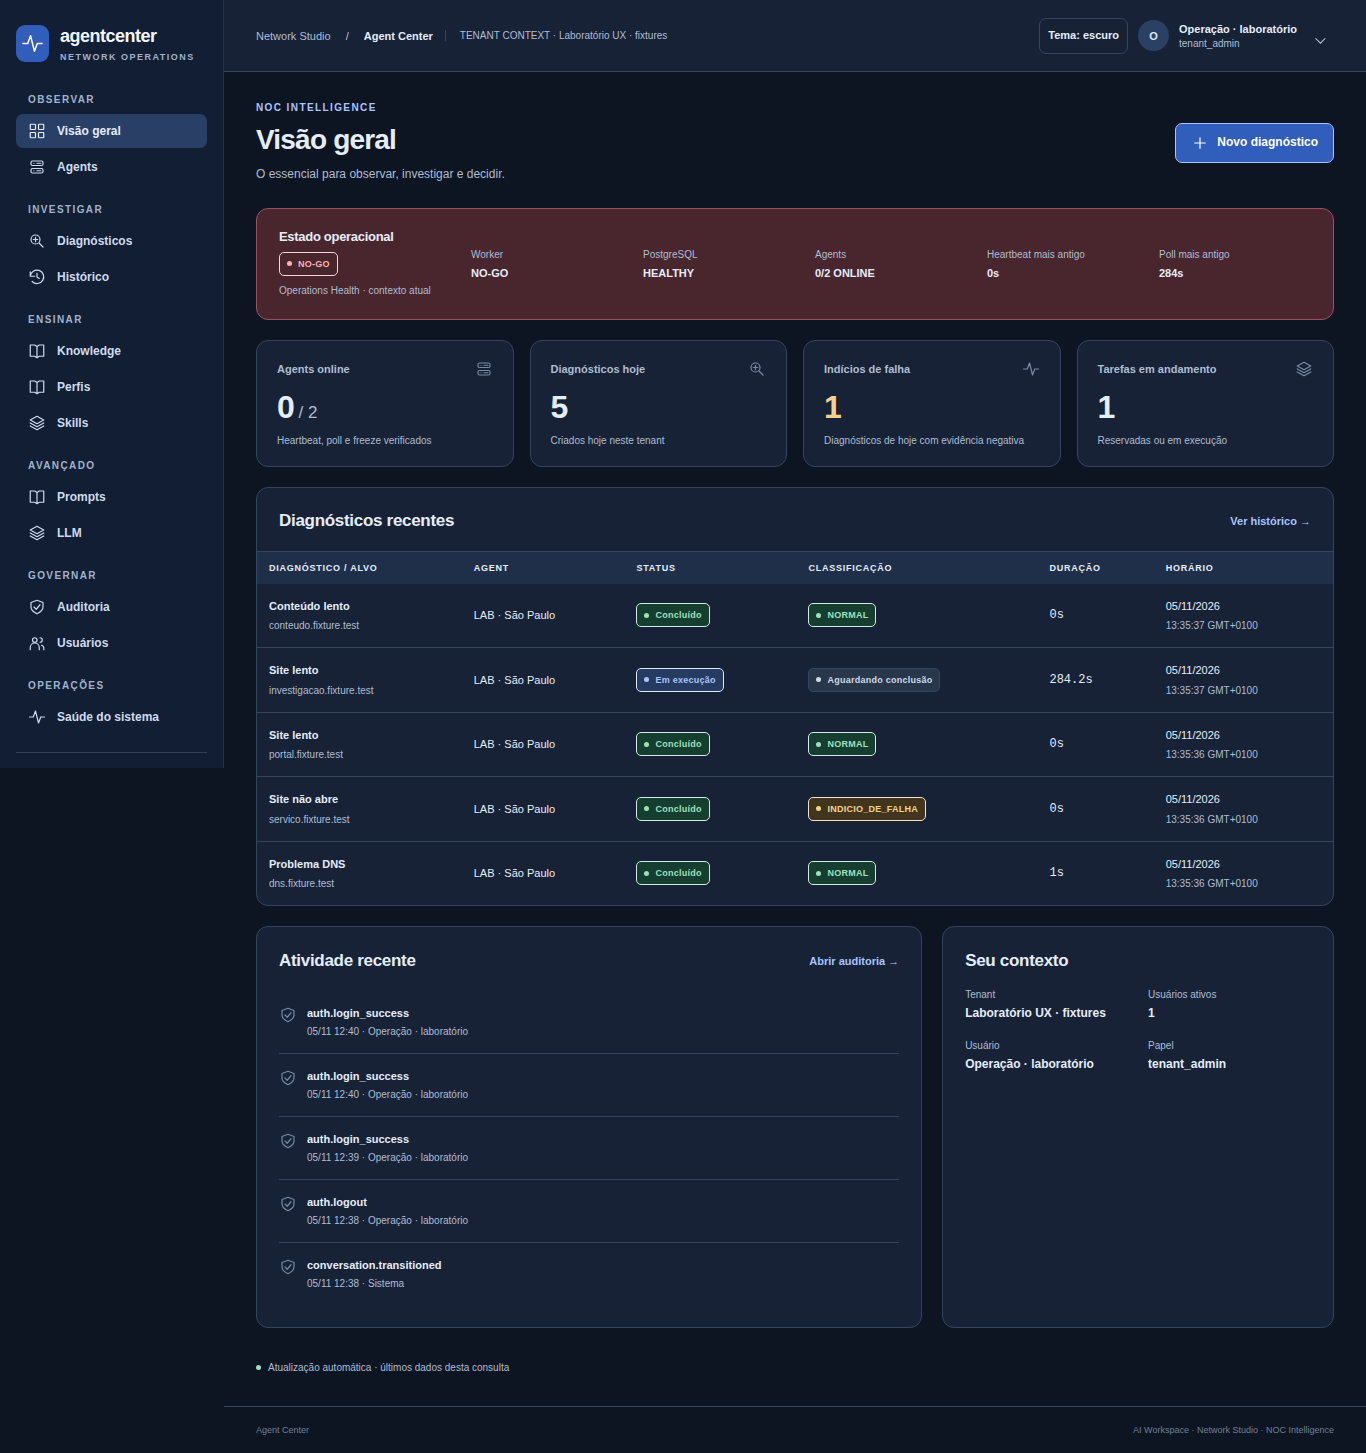 agentcenter
NETWORK OPERATIONS
OBSERVAR
Visão geral
Agents
INVESTIGAR
Diagnósticos
Histórico
ENSINAR
Knowledge
Perfis
Skills
AVANÇADO
Prompts
LLM
GOVERNAR
Auditoria
Usuários
OPERAÇÕES
Saúde do sistema
Network Studio / Agent Center TENANT CONTEXT · Laboratório UX · fixtures
Tema: escuro
O
Operação · laboratório
tenant_admin
NOC INTELLIGENCE
Visão geral
O essencial para observar, investigar e decidir.
Novo diagnóstico
Estado operacional
NO-GO
Operations Health · contexto atual
Worker
NO-GO
PostgreSQL
HEALTHY
Agents
0/2 ONLINE
Heartbeat mais antigo
0s
Poll mais antigo
284s
Agents online
0 / 2
Heartbeat, poll e freeze verificados
Diagnósticos hoje
5
Criados hoje neste tenant
Indícios de falha
1
Diagnósticos de hoje com evidência negativa
Tarefas em andamento
1
Reservadas ou em execução
Diagnósticos recentes
Ver histórico →
DIAGNÓSTICO / ALVO AGENT STATUS CLASSIFICAÇÃO DURAÇÃO HORÁRIO
Conteúdo lento
conteudo.fixture.test
LAB · São Paulo
Concluído
NORMAL
0s
05/11/2026
13:35:37 GMT+0100
Site lento
investigacao.fixture.test
LAB · São Paulo
Em execução
Aguardando conclusão
284.2s
05/11/2026
13:35:37 GMT+0100
Site lento
portal.fixture.test
LAB · São Paulo
Concluído
NORMAL
0s
05/11/2026
13:35:36 GMT+0100
Site não abre
servico.fixture.test
LAB · São Paulo
Concluído
INDICIO_DE_FALHA
0s
05/11/2026
13:35:36 GMT+0100
Problema DNS
dns.fixture.test
LAB · São Paulo
Concluído
NORMAL
1s
05/11/2026
13:35:36 GMT+0100
Atividade recente
Abrir auditoria →
auth.login_success
05/11 12:40 · Operação · laboratório
auth.login_success
05/11 12:40 · Operação · laboratório
auth.login_success
05/11 12:39 · Operação · laboratório
auth.logout
05/11 12:38 · Operação · laboratório
conversation.transitioned
05/11 12:38 · Sistema
Seu contexto
Tenant
Laboratório UX · fixtures
Usuários ativos
1
Usuário
Operação · laboratório
Papel
tenant_admin
Atualização automática · últimos dados desta consulta
Agent Center
AI Workspace · Network Studio · NOC Intelligence